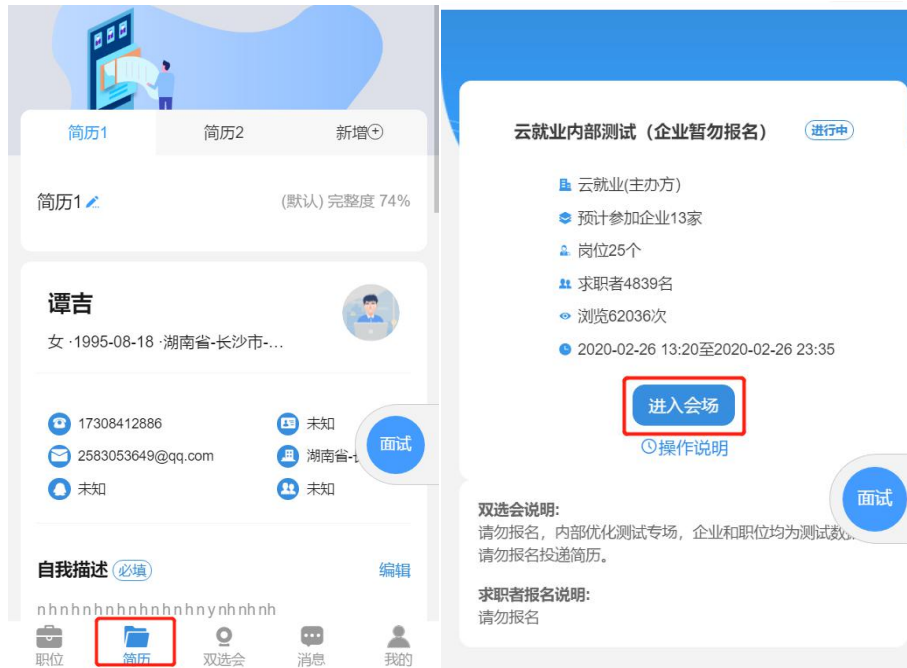 简历1
简历2
新增
简历1
(默认) 完整度 74%
谭吉
女 ·1995-08-18 ·湖南省-长沙市-...
17308412886
未知
2583053649@qq.com
湖南省-
未知
未知
面试
自我描述
必填
编辑
nhnhnhnhnhnhnhnynhnhnh
职位
简历
双选会
消息
我的
云就业内部测试（企业暂勿报名）
进行中
云就业(主办方)
预计参加企业13家
岗位25个
求职者4839名
浏览62036次
2020-02-26 13:20至2020-02-26 23:35
进入会场
操作说明
面试
双选会说明:
请勿报名，内部优化测试专场，企业和职位均为测试数
请勿报名投递简历。
求职者报名说明:
请勿报名